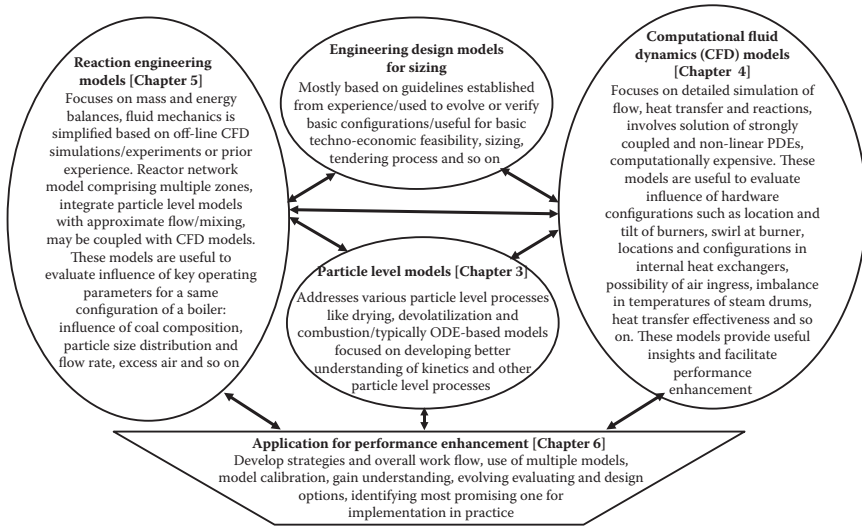 Reaction engineering
models [Chapter 5]
Focuses on mass and energy
balances, fluid mechanics is
simplified based on off-line CFD
simulations/experiments or prior
experience. Reactor network
model comprising multiple zones,
integrate particle level models
with approximate flow/mixing,
may be coupled with CFD models.
These models are useful to
evaluate influence of key operating
parameters for a same
configuration of a boiler:
influence of coal composition,
particle size distribution and
flow rate, excess air and so on
Engineering design models
for sizing
Mostly based on guidelines established
from experience/used to evolve or verify
basic configurations/useful for basic
techno-economic feasibility, sizing,
tendering process and so on
Particle level models [Chapter 3]
Addresses various particle level processes
like drying, devolatilization and
combustion/typically ODE-based models
focused on developing better
understanding of kinetics and other
particle level processes
Computational fluid
dynamics (CFD) models
[Chapter 4]
Focuses on detailed simulation of
flow, heat transfer and reactions,
involves solution of strongly
coupled and non-linear PDEs,
computationally expensive. These
models are useful to evaluate
influence of hardware
configurations such as location and
tilt of burners, swirl at burner,
locations and configurations in
internal heat exchangers,
possibility of air ingress, imbalance
in temperatures of steam drums,
heat transfer effectiveness and so
on. These models provide useful
insights and facilitate
performance
enhancement
Application for performance enhancement [Chapter 6]
Develop strategies and overall work flow, use of multiple models,
model calibration, gain understanding, evolving evaluating and design
options, identifying most promising one for
implementation in practice